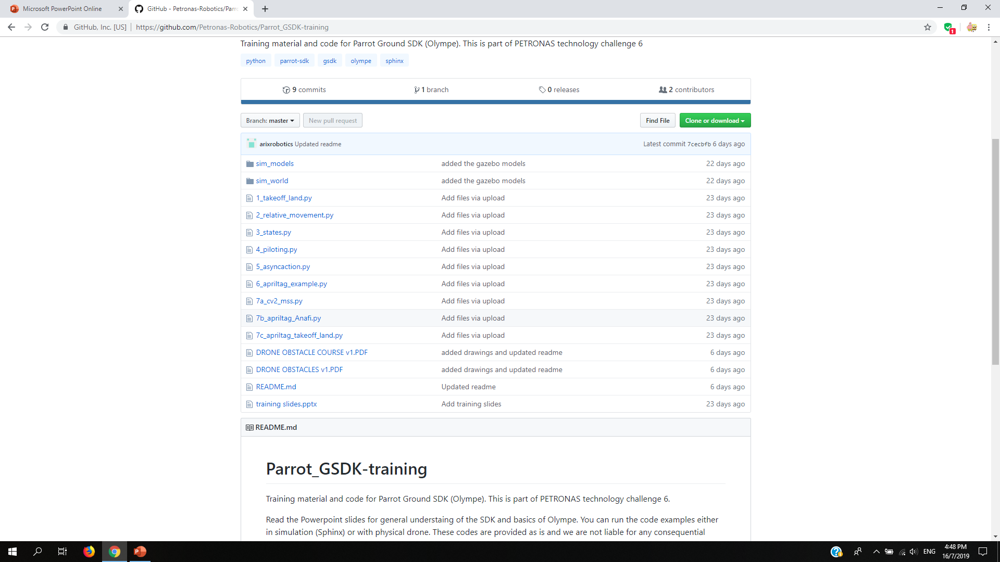 Microsoft PowerPoint Online
GitHub - Petronas-Robotics/Parro
GitHub, Inc. [US]
https://github.com/Petronas-Robotics/Parrot_GSDK-training
1
Training material and code for Parrot Ground SDK (Olympe). This is part of PETRONAS technology challenge 6
python parrot-sdk gsdk olympe sphinx
9 commits 1 branch 0 releases 2 contributors
Branch: master New pull request Find File Clone or download
arixrobotics Updated readme Latest commit 7cecbfb 6 days ago
sim_models added the gazebo models 22 days ago
sim_world added the gazebo models 22 days ago
1_takeoff_land.py Add files via upload 23 days ago
2_relative_movement.py Add files via upload 23 days ago
3_states.py Add files via upload 23 days ago
4_piloting.py Add files via upload 23 days ago
5_asyncaction.py Add files via upload 23 days ago
6_apriltag_example.py Add files via upload 23 days ago
7a_cv2_mss.py Add files via upload 23 days ago
7b_apriltag_Anafi.py Add files via upload 23 days ago
7c_apriltag_takeoff_land.py Add files via upload 23 days ago
DRONE OBSTACLE COURSE v1.PDF added drawings and updated readme 6 days ago
DRONE OBSTACLES v1.PDF added drawings and updated readme 6 days ago
README.md Updated readme 6 days ago
training slides.pptx Add training slides 23 days ago
README.md
Parrot_GSDK-training
Training material and code for Parrot Ground SDK (Olympe). This is part of PETRONAS technology challenge 6.
Read the Powerpoint slides for general understaing of the SDK and basics of Olympe. You can run the code examples either
in simulation (Sphinx) or with physical drone. These codes are provided as is and we are not liable for any consequential
ENG
4:48 PM
16/7/2019